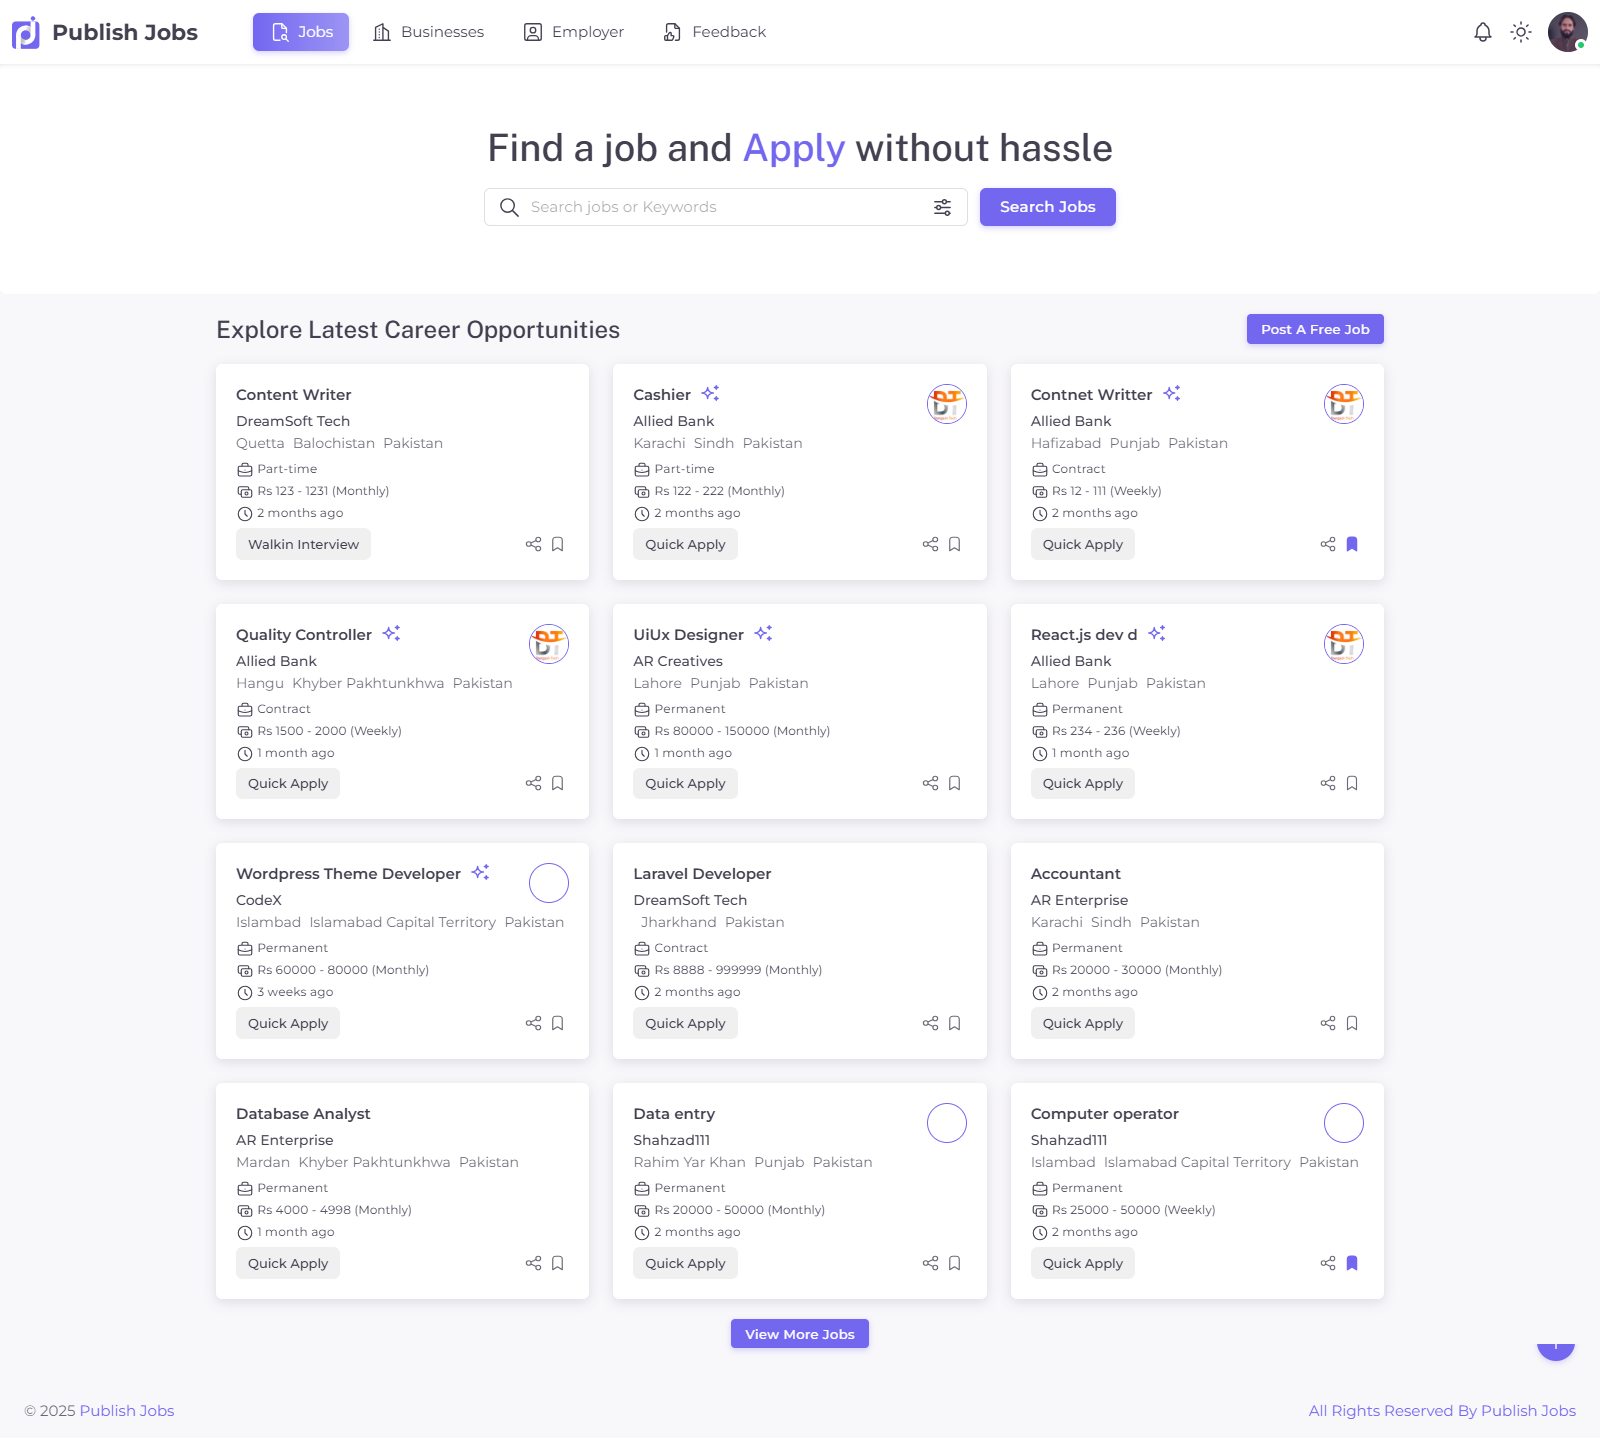 Publish Jobs
Jobs
Businesses
Employer
Feedback
Find a job and Apply without hassle
Search jobs or Keywords
Search Jobs
Explore Latest Career Opportunities
Post A Free Job
Content Writer
DreamSoft Tech
Quetta Balochistan Pakistan
Part-time
Rs 123 - 1231 (Monthly)
2 months ago
Walkin Interview
Cashier
Allied Bank
Karachi Sindh Pakistan
Part-time
Rs 122 - 222 (Monthly)
2 months ago
Quick Apply
Contnet Writter
Allied Bank
Hafizabad Punjab Pakistan
Contract
Rs 12 - 111 (Weekly)
2 months ago
Quick Apply
Quality Controller
Allied Bank
Hangu Khyber Pakhtunkhwa Pakistan
Contract
Rs 1500 - 2000 (Weekly)
1 month ago
Quick Apply
UiUx Designer
AR Creatives
Lahore Punjab Pakistan
Permanent
Rs 80000 - 150000 (Monthly)
1 month ago
Quick Apply
React.js dev d
Allied Bank
Lahore Punjab Pakistan
Permanent
Rs 234 - 236 (Weekly)
1 month ago
Quick Apply
Wordpress Theme Developer
CodeX
Islambad Islamabad Capital Territory Pakistan
Permanent
Rs 60000 - 80000 (Monthly)
3 weeks ago
Quick Apply
Laravel Developer
DreamSoft Tech
Jharkhand Pakistan
Contract
Rs 8888 - 999999 (Monthly)
2 months ago
Quick Apply
Accountant
AR Enterprise
Karachi Sindh Pakistan
Permanent
Rs 20000 - 30000 (Monthly)
2 months ago
Quick Apply
Database Analyst
AR Enterprise
Mardan Khyber Pakhtunkhwa Pakistan
Permanent
Rs 4000 - 4998 (Monthly)
1 month ago
Quick Apply
Data entry
Shahzad111
Rahim Yar Khan Punjab Pakistan
Permanent
Rs 20000 - 50000 (Monthly)
2 months ago
Quick Apply
Computer operator
Shahzad111
Islambad Islamabad Capital Territory Pakistan
Permanent
Rs 25000 - 50000 (Weekly)
2 months ago
Quick Apply
View More Jobs
© 2025 Publish Jobs
All Rights Reserved By Publish Jobs